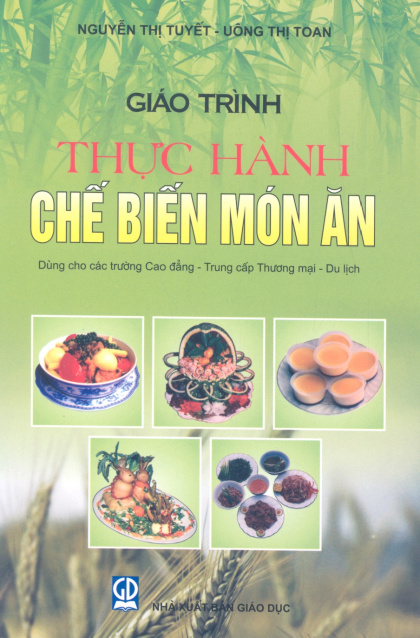 NGUYỄN THỊ TUYẾT - UÔNG THỊ TOAN
GIÁO TRÌNH
THỰC HÀNH
CHẾ BIẾN MÓN ĂN
Dùng cho các trường Cao đẳng - Trung cấp Thương mại - Du lịch
GD
NHÀ XUẤT BẢN GIÁO DỤC